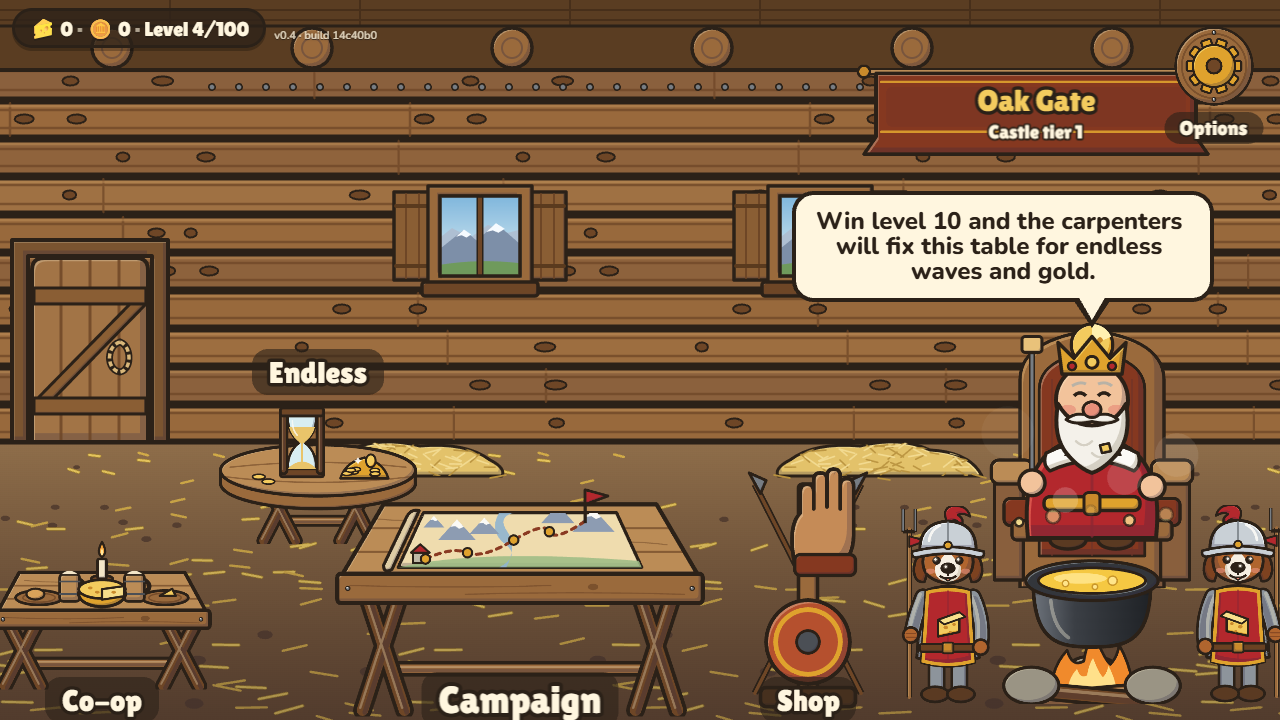 0 · 0 · Level 4/100
v0.4 · build 14c40b0
Oak Gate
Castle tier 1
Options
Win level 10 and the carpenters
will fix this table for endless
waves and gold.
Endless
Co-op
Campaign
Shop